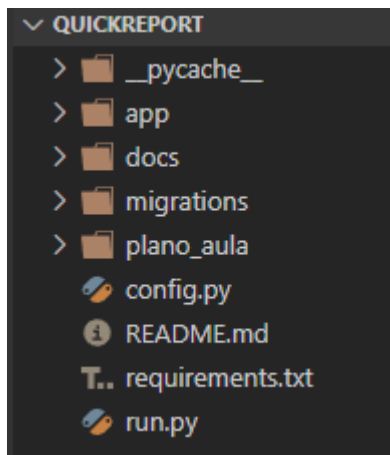 QUICKREPORT
__pycache__
app
docs
migrations
plano_aula
config.py
README.md
T.. requirements.txt
run.py